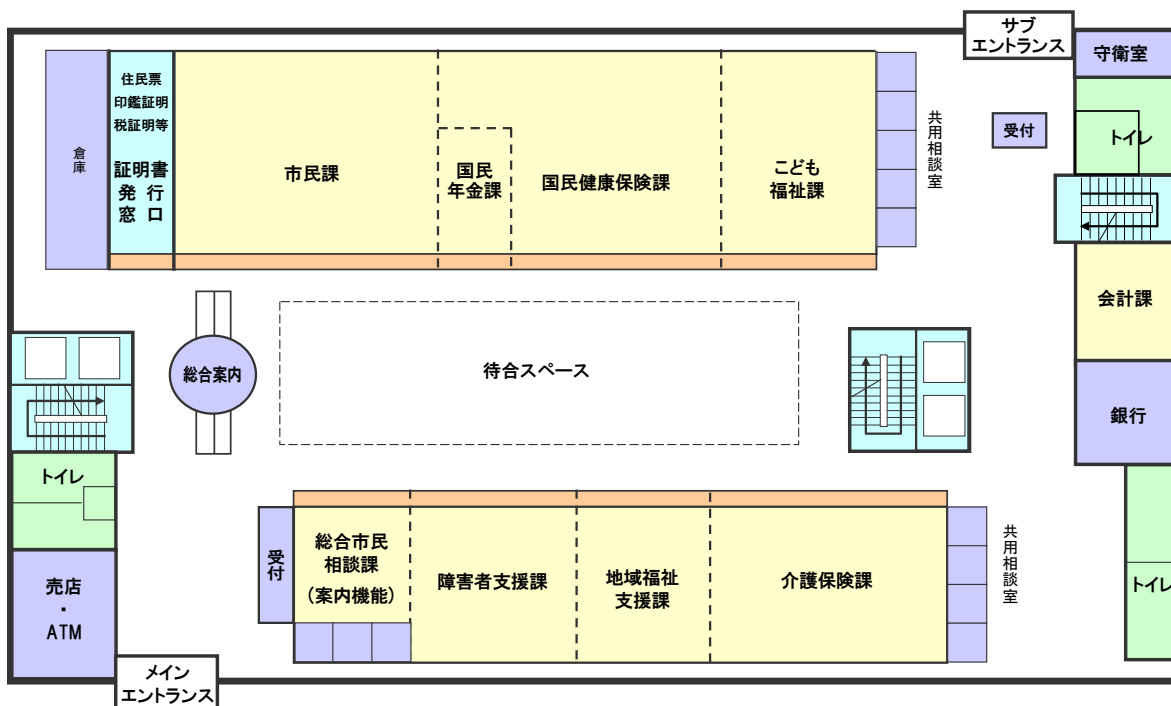 サブ
エントランス
守衛室
住民票
印鑑証明
税証明等
証明書
発行
窓口
倉庫
市民課
国民
年金課
国民健康保険課
こども
福祉課
共用相談室
受付
トイレ
会計課
総合案内
待合スペース
銀行
トイレ
売店
・
ATM
受付
総合市民
相談課
（案内機能）
障害者支援課
地域福祉
支援課
介護保険課
共用相談室
トイレ
メイン
エントランス